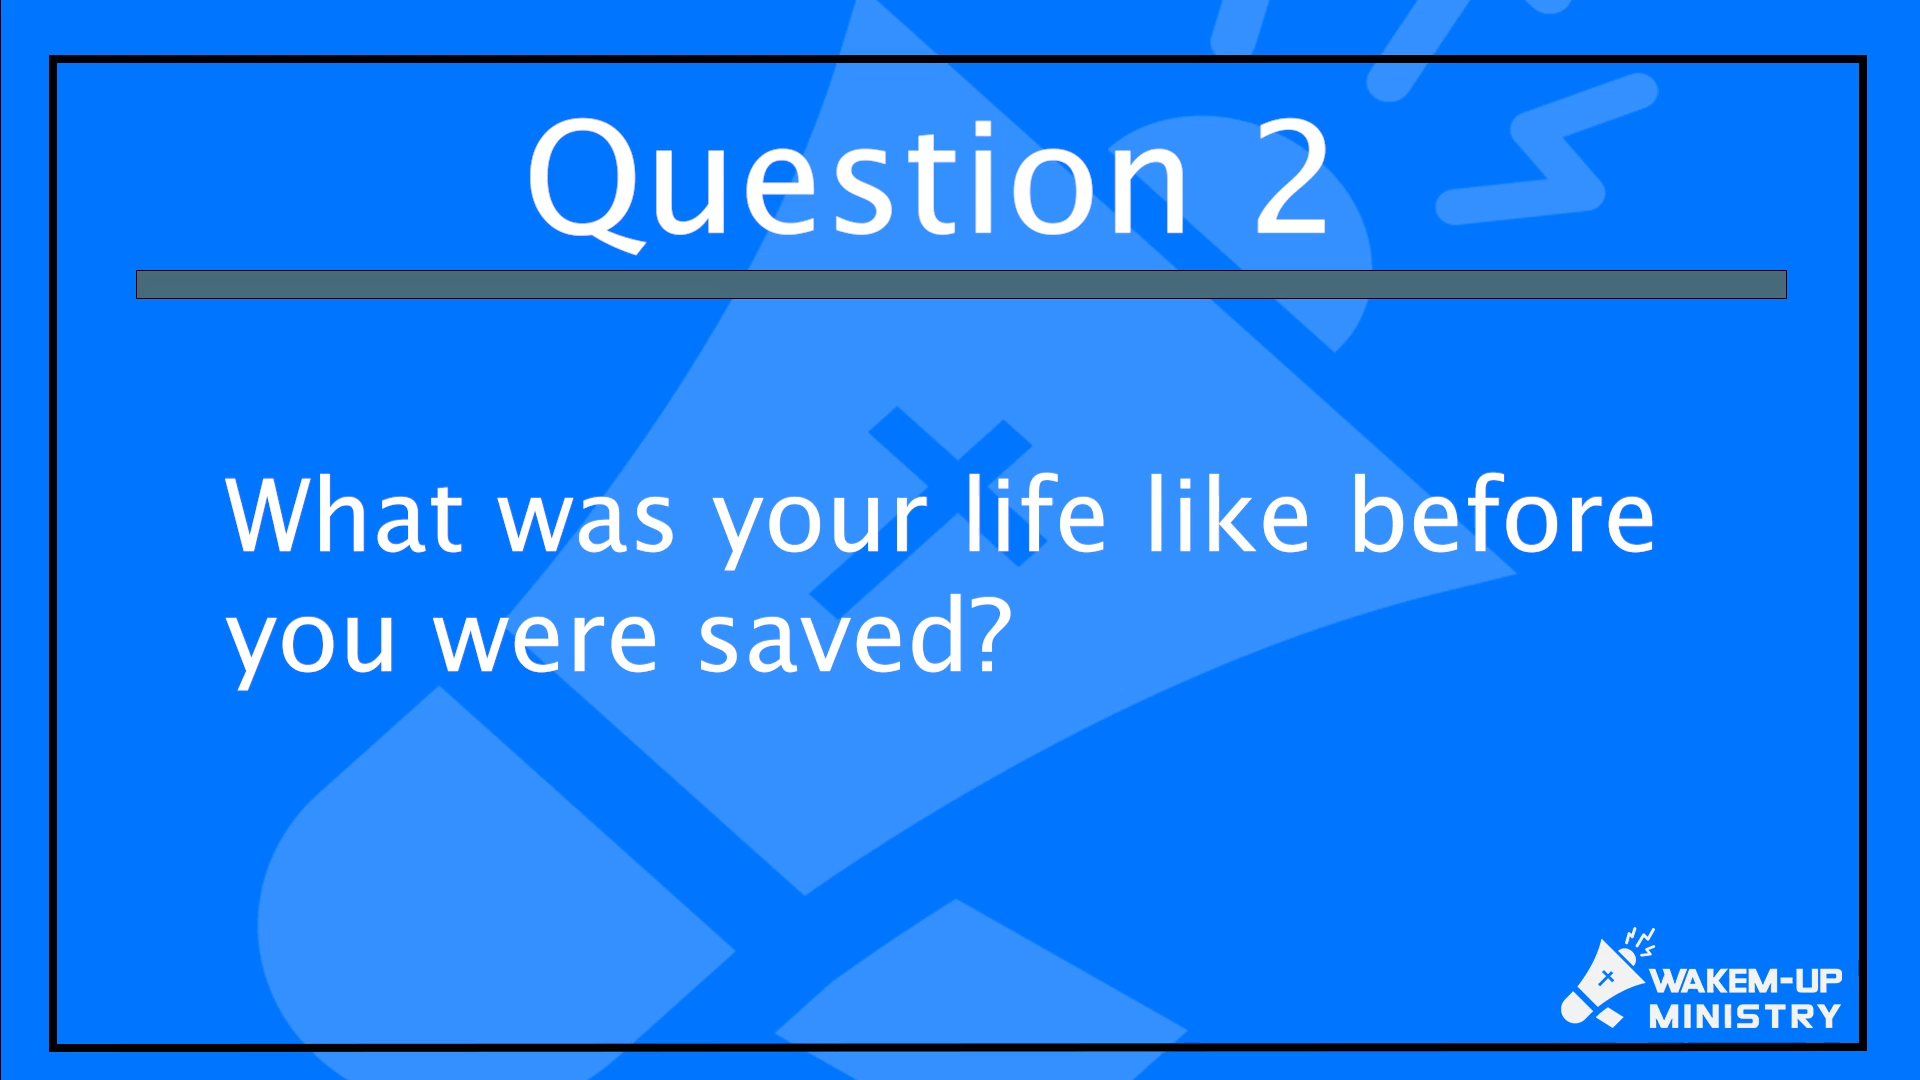 Question 2
What was your life like before
you were saved?
WAKEM-UP
MINISTRY